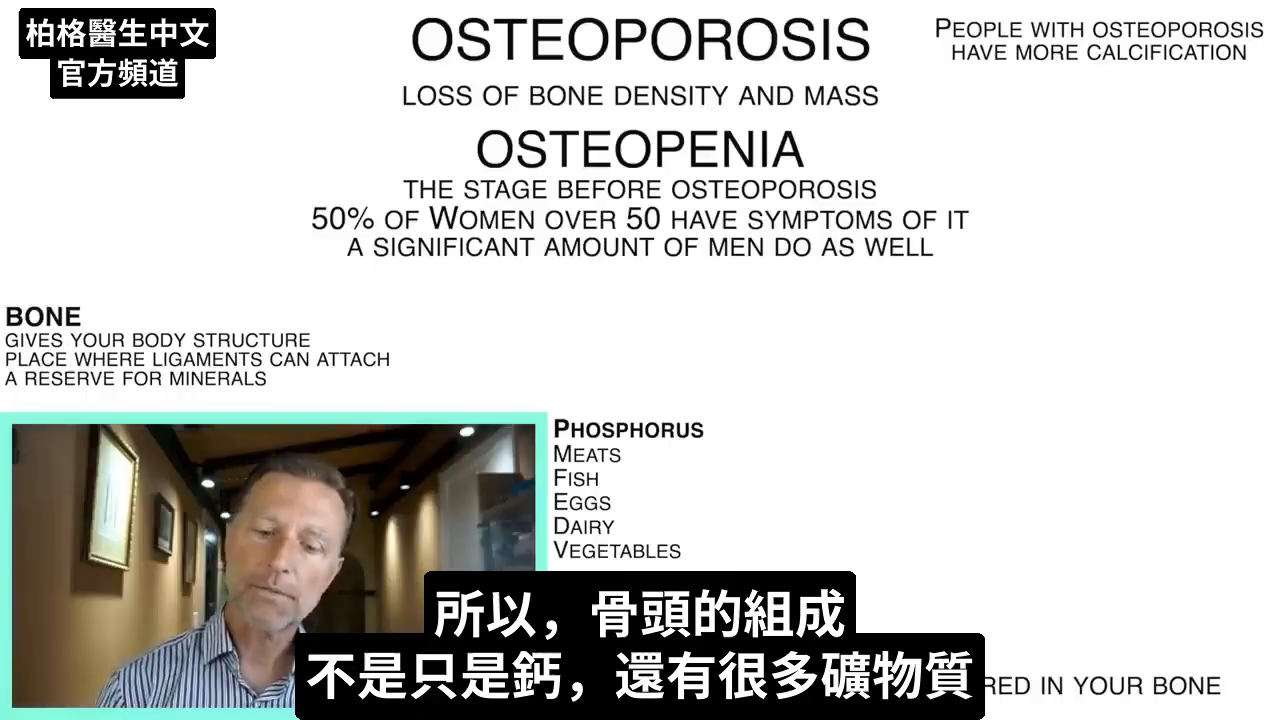 柏格醫生中文
官方頻道
OSTEOPOROSIS
LOSS OF BONE DENSITY AND MASS
PEOPLE WITH OSTEOPOROSIS
HAVE MORE CALCIFICATION
OSTEOPENIA
THE STAGE BEFORE OSTEOPOROSIS
50% OF WOMEN OVER 50 HAVE SYMPTOMS OF IT
A SIGNIFICANT AMOUNT OF MEN DO AS WELL
BONE
GIVES YOUR BODY STRUCTURE
PLACE WHERE LIGAMENTS CAN ATTACH
A RESERVE FOR MINERALS
PHOSPHORUS
MEATS
FISH
EGGS
DAIRY
VEGETABLES
所以，骨頭的組成
不是只是鈣，還有很多礦物質
RED IN YOUR BONE